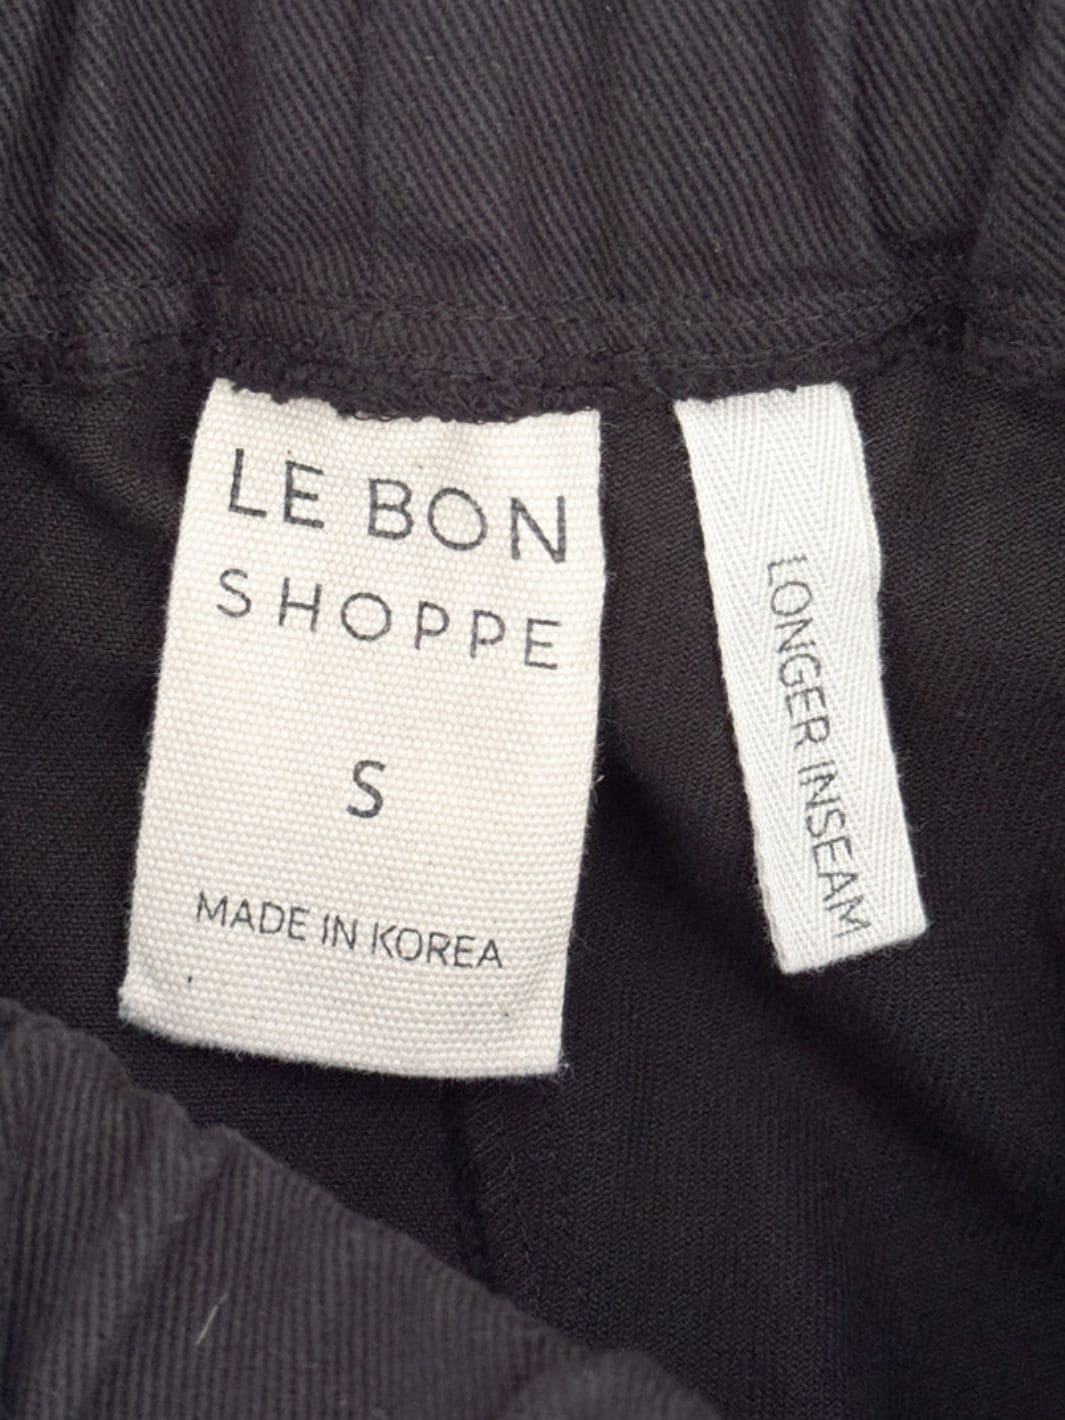 LE BON
SHOPPE
S
MADE IN KOREA
LONGER INSEAM